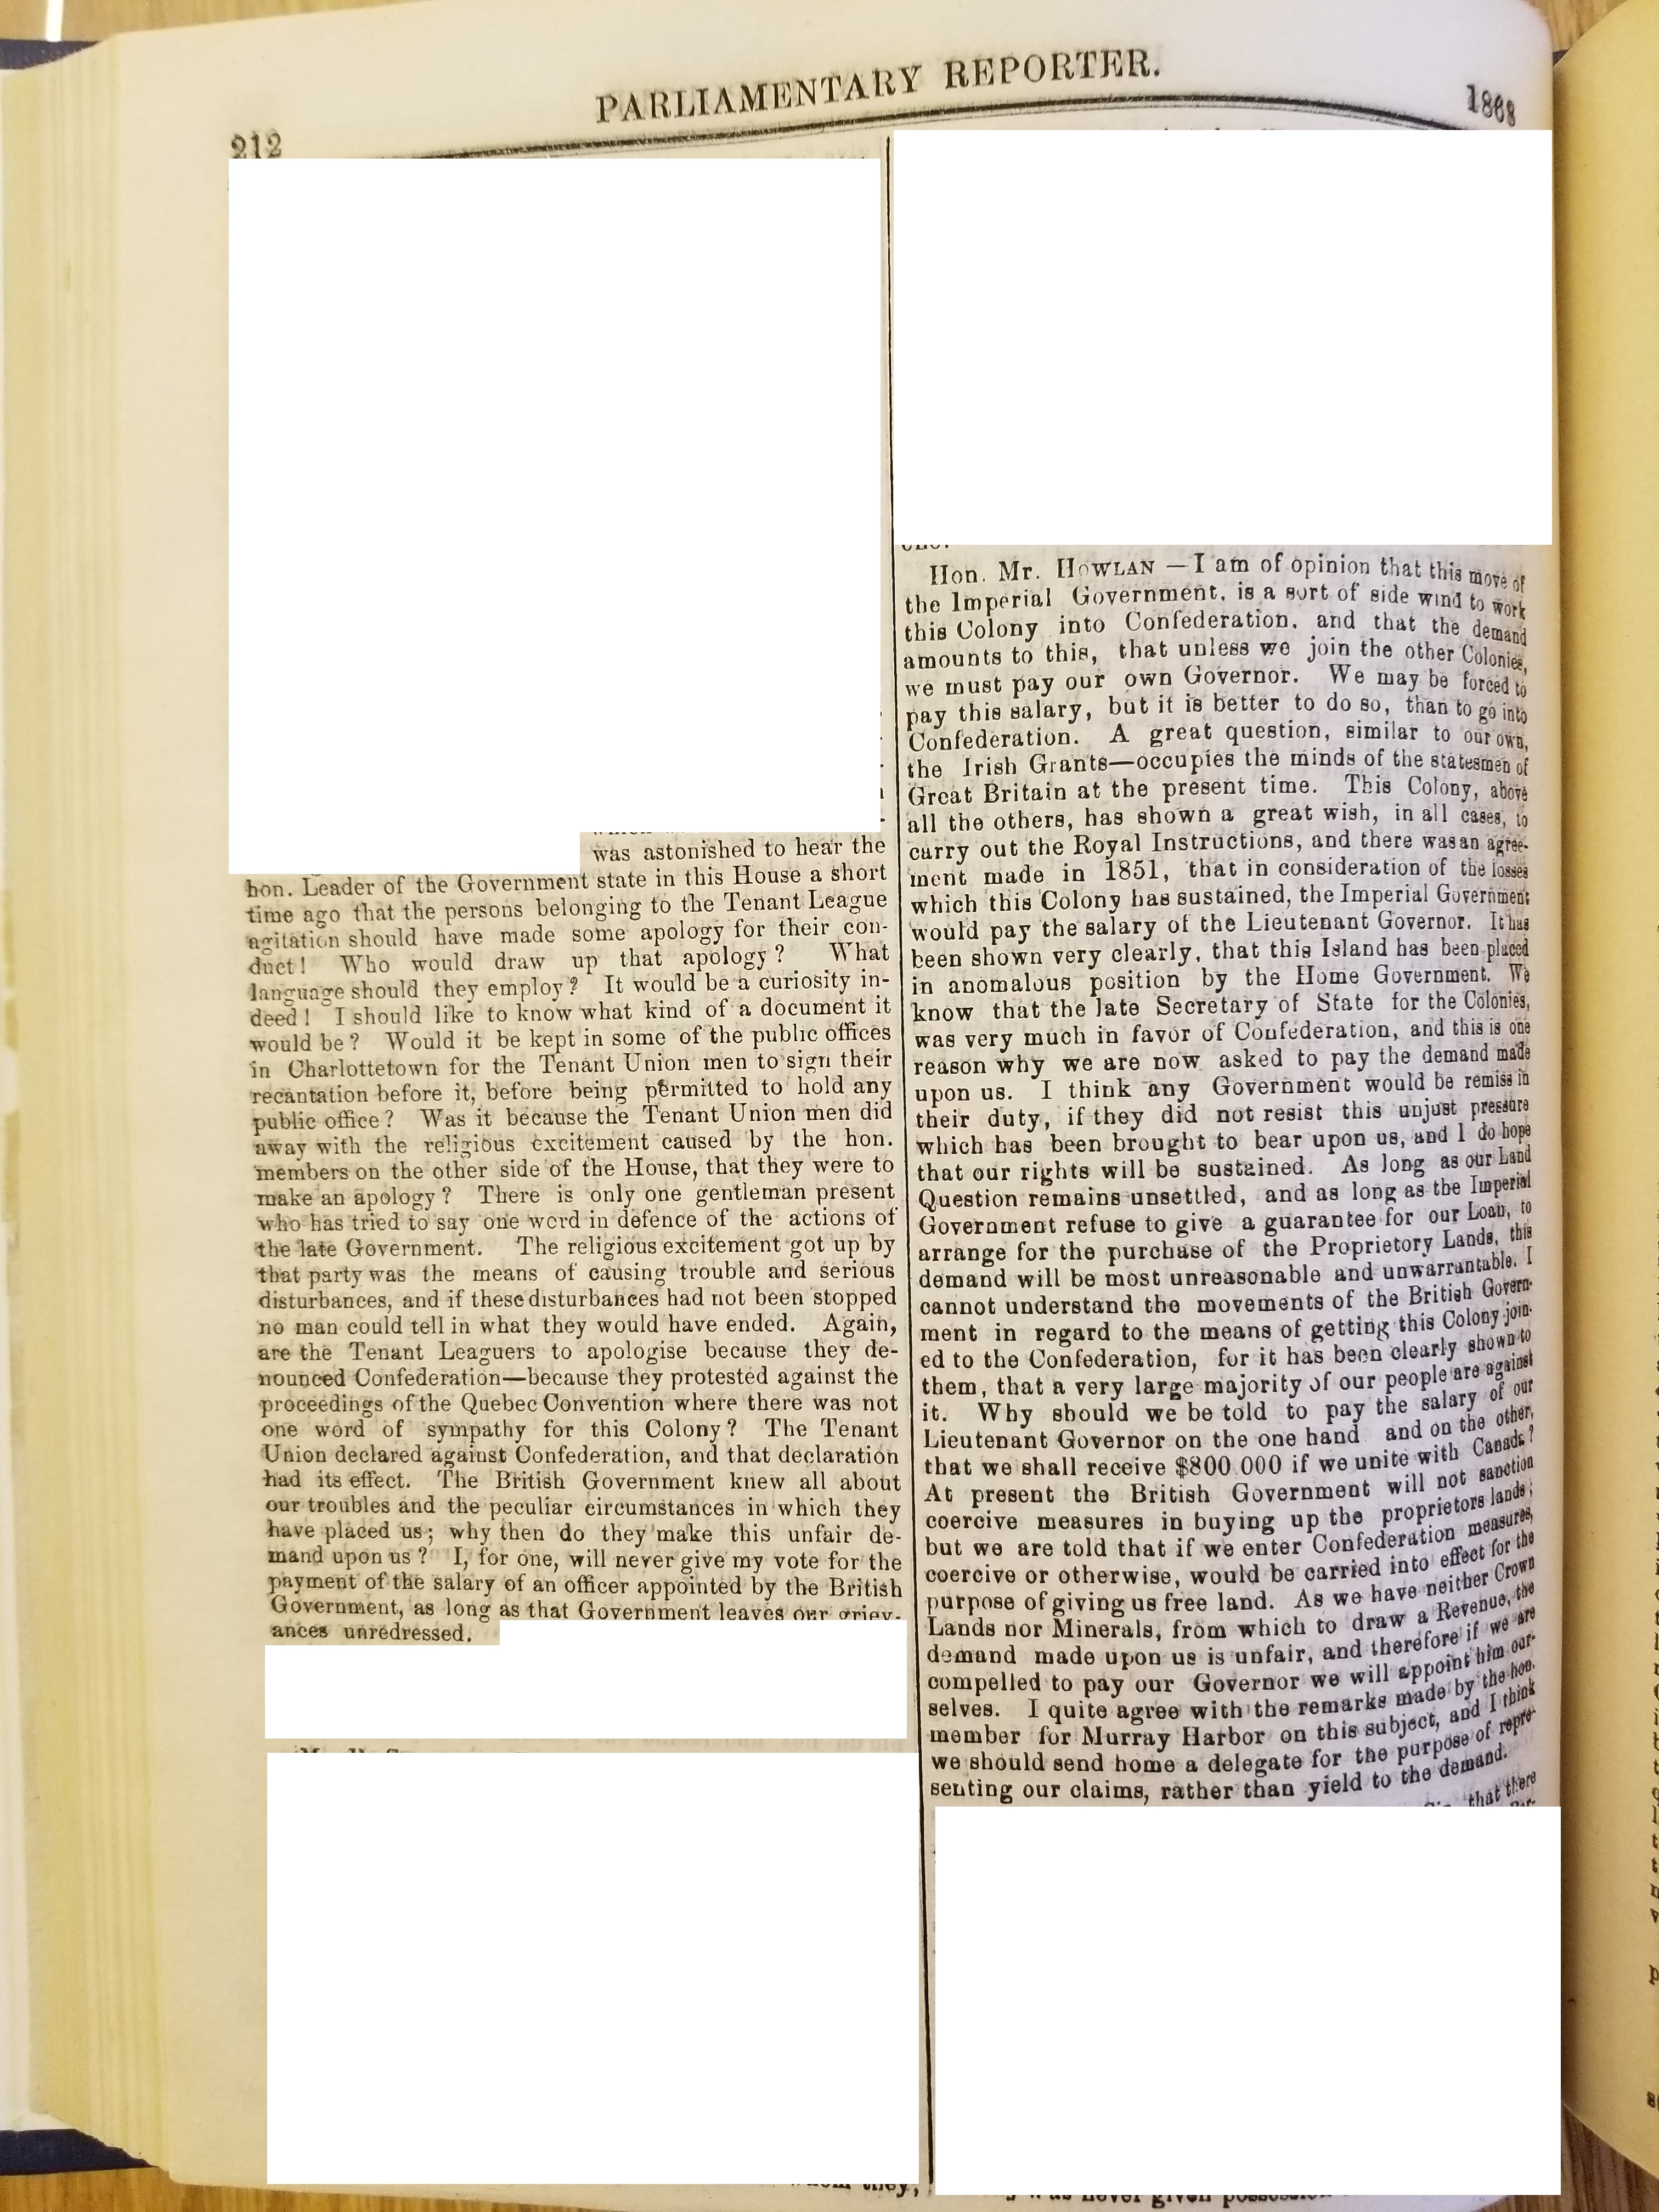 PARLIAMENTARY REPORTER.
212
1868
was astonished to hear the
hon. Leader of the Government state in this House a short
time ago that the persons belonging to the Tenant League
agitation should have made some apology for their con-
duct! Who would draw up that apology? What
language should they employ? It would be a curiosity in-
deed! I should like to know what kind of a document it
would be? Would it be kept in some of the public offices
in Charlottetown for the Tenant Union men to sign their
recantation before it, before being permitted to hold any
public office? Was it because the Tenant Union men did
away with the religious excitement caused by the hon.
members on the other side of the House, that they were to
make an apology? There is only one gentleman present
who has tried to say one word in defence of the actions of
the late Government. The religious excitement got up by
that party was the means of causing trouble and serious
disturbances, and if these disturbances had not been stopped
no man could tell in what they would have ended. Again,
are the Tenant Leaguers to apologise because they de-
nounced Confederation—because they protested against the
proceedings of the Quebec Convention where there was not
one word of sympathy for this Colony? The Tenant
Union declared against Confederation, and that declaration
had its effect. The British Government knew all about
our troubles and the peculiar circumstances in which they
have placed us; why then do they make this unfair de-
mand upon us? I, for one, will never give my vote for the
payment of the salary of an officer appointed by the British
Government, as long as that Government leaves our griev-
ances unredressed.
Hon. Mr. HOWLAN — I am of opinion that this move of
the Imperial Government, is a sort of side wind to work
this Colony into Confederation, and that the demand
amounts to this, that unless we join the other Colonies,
we must pay our own Governor. We may be forced to
pay this salary, but it is better to do so, than to go into
Confederation. A great question, similar to our own,
the Irish Grants—occupies the minds of the statesmen of
Great Britain at the present time. This Colony, above
all the others, has shown a great wish, in all cases, to
carry out the Royal Instructions, and there was an agree-
ment made in 1851, that in consideration of the losses
which this Colony has sustained, the Imperial Government
would pay the salary of the Lieutenant Governor. It has
been shown very clearly, that this Island has been placed
in anomalous position by the Home Government. We
know that the late Secretary of State for the Colonies,
was very much in favor of Confederation, and this is one
reason why we are now asked to pay the demand made
upon us. I think any Government would be remiss in
their duty, if they did not resist this unjust pressure
which has been brought to bear upon us, and I do hope
that our rights will be sustained. As long as our Land
Question remains unsettled, and as long as the Imperial
Government refuse to give a guarantee for our Loan, to
arrange for the purchase of the Proprietory Lands, this
demand will be most unreasonable and unwarrantable. I
cannot understand the movements of the British Govern-
ment in regard to the means of getting this Colony join-
ed to the Confederation, for it has been clearly shown to
them, that a very large majority of our people are against
it. Why should we be told to pay the salary of our
Lieutenant Governor on the one hand and on the other,
that we shall receive $800.000 if we unite with Canada?
At present the British Government will not sanction
coercive measures in buying up the proprietors lands;
but we are told that if we enter Confederation measures,
coercive or otherwise, would be carried into effect for the
purpose of giving us free land. As we have neither Crown
Lands nor Minerals, from which to draw a Revenue, the
demand made upon us is unfair, and therefore if we are
compelled to pay our Governor we will appoint him our-
selves. I quite agree with the remarks made by the hon.
member for Murray Harbor on this subject, and I think
we should send home a delegate for the purpose of repre-
senting our claims, rather than yield to the demand.
that there